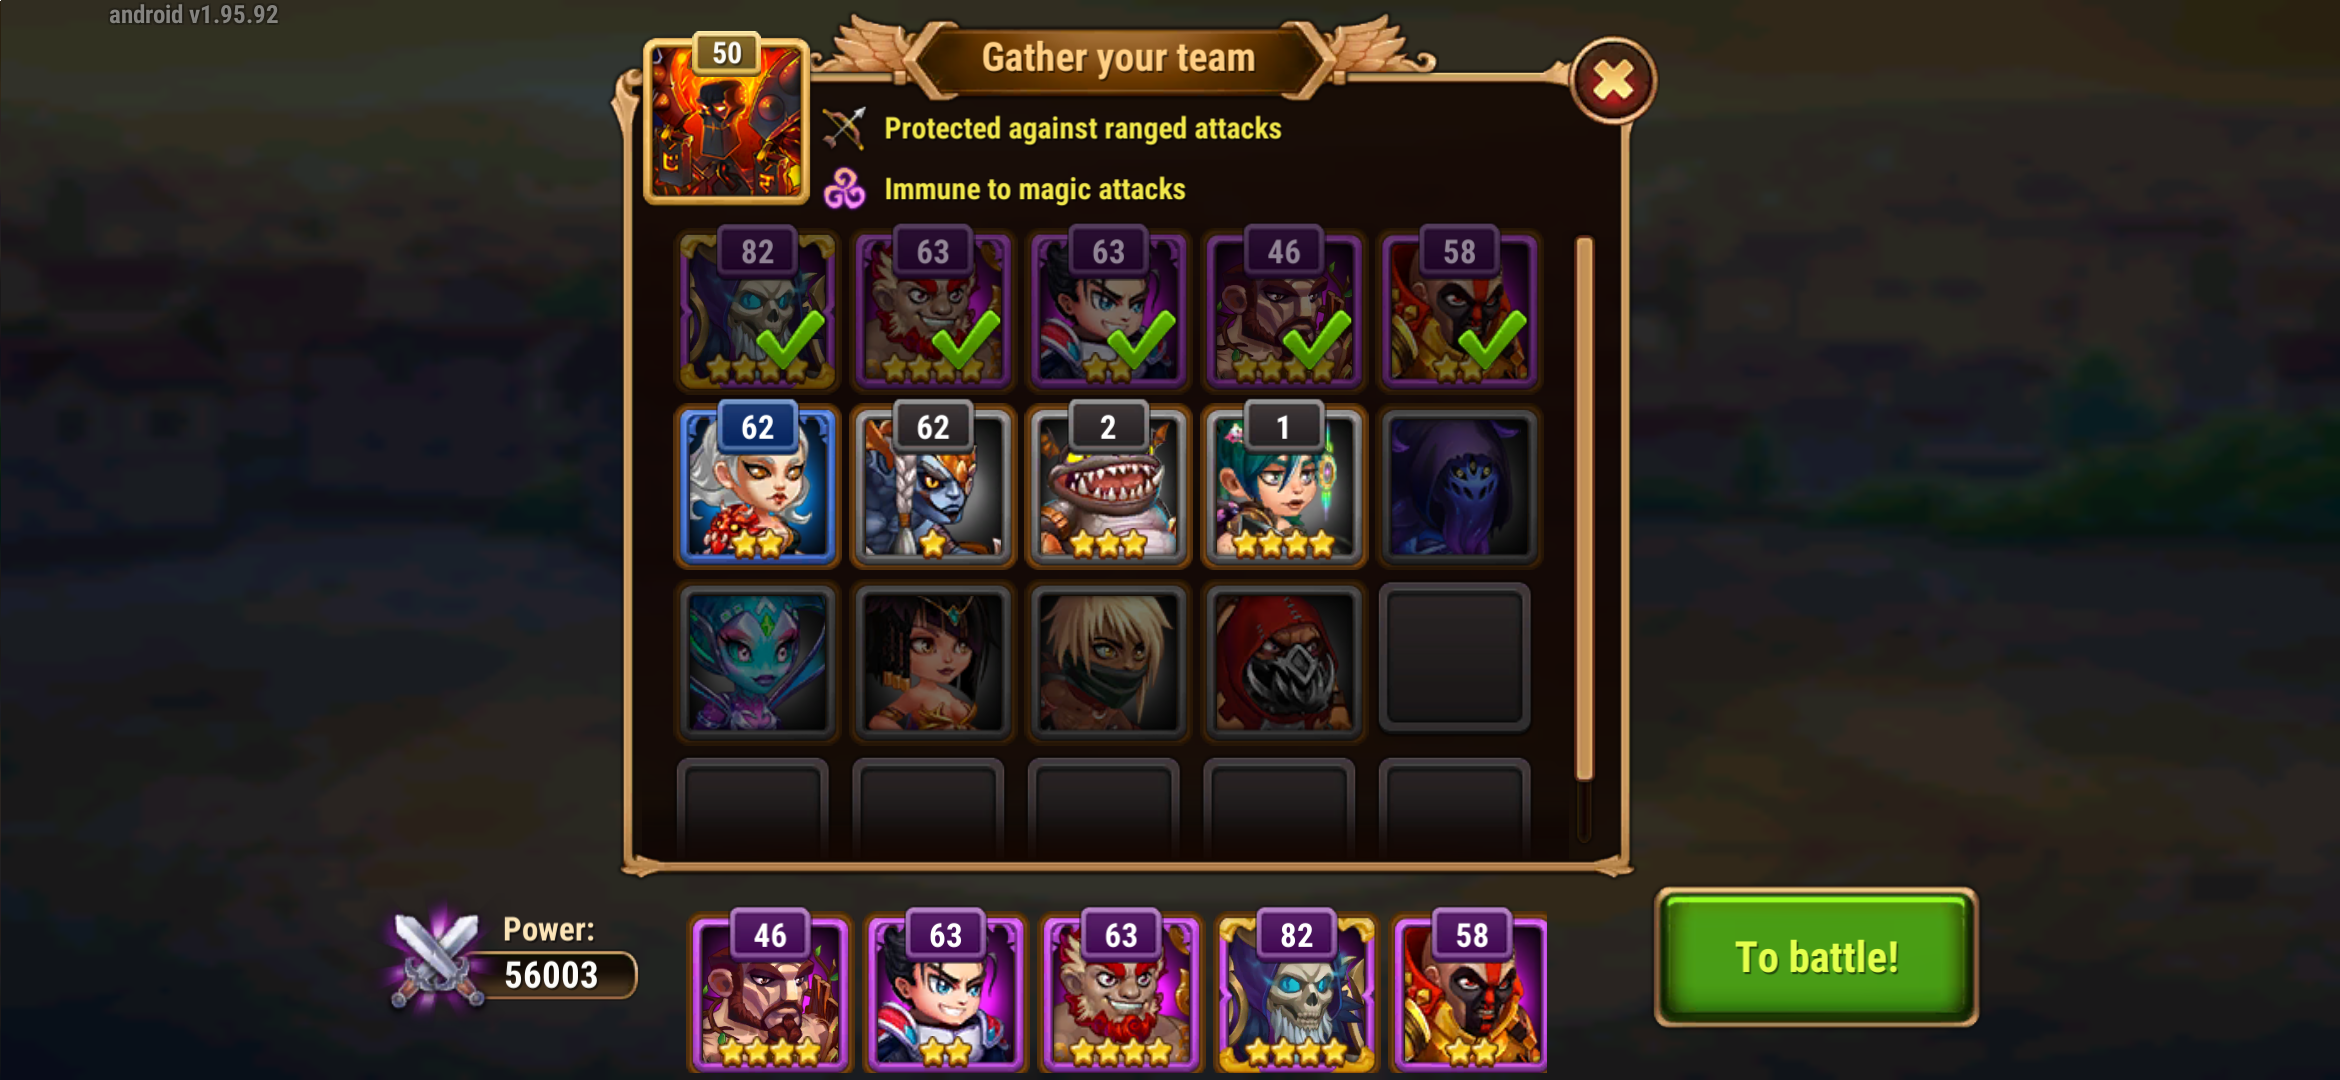 android v1.95.92
50
Gather your team
Protected against ranged attacks
Immune to magic attacks
82 63 63 46 58
62 62 2 1
Power:
56003
46 63 63 82 58
To battle!